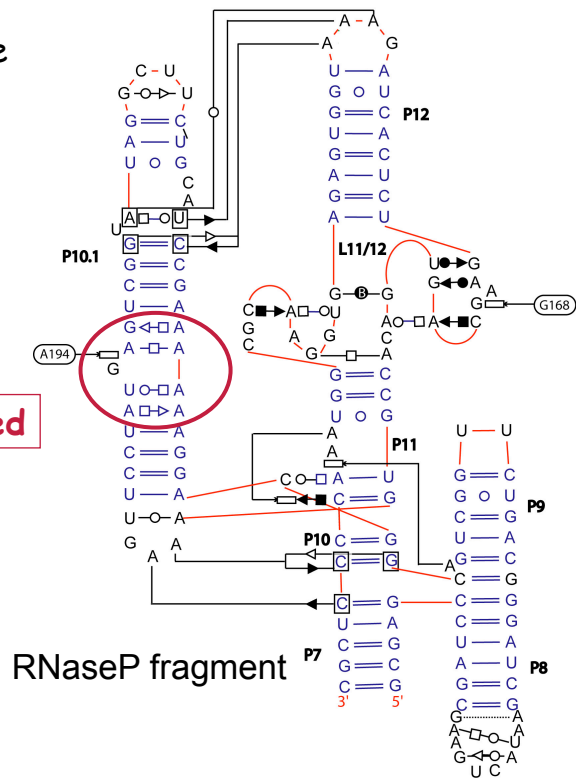 e
A A
A G
C U
G U
U A
G U
G C
U A
G C
A U
G C
A U
P12
G C
A U
U G
C
A
A U
U
G C
P10.1
G C
G G
U A
C A
G A
A A
A194
G
U A
A A
U A
C G
C G
U A
U A
G A
A
L11/12
G B G
U G
G A
A G
C A C
G168
C A U A
G A G A C
C G C
G C
G C
U G
A
A
P11
C A U
C G
P10
C G
C G
C G
U A
C G
G C
C G
3' 5'
P7
U U
G C
G U
C G
U A
G C
A C G
P9
C G
C G
U A
A U
G C
C G
P8
G A
A A
A U
G A
U C
ed
RNaseP fragment